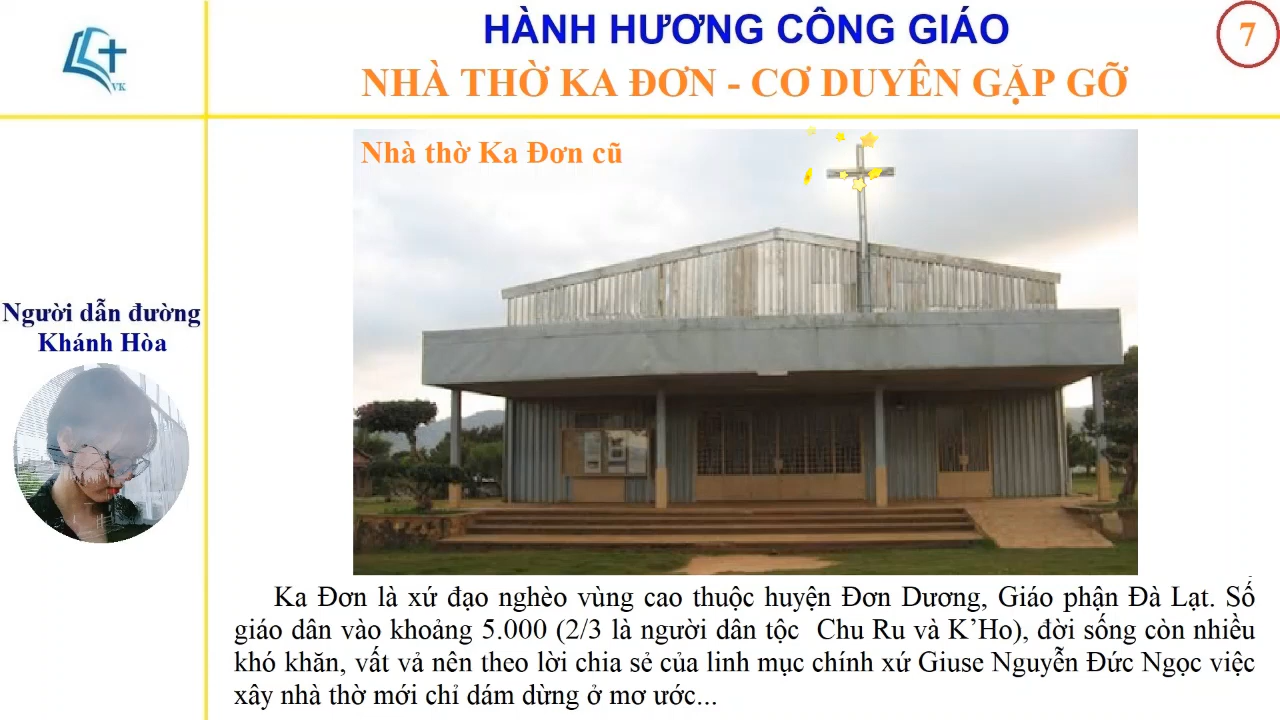 HÀNH HƯƠNG CÔNG GIÁO
7
NHÀ THỜ KA ĐƠN - CƠ DUYÊN GẶP GỠ
VK
Nhà thờ Ka Đơn cũ
Người dẫn đường
Khánh Hòa
Ka Đơn là xứ đạo nghèo vùng cao thuộc huyện Đơn Dương, Giáo phận Đà Lạt. Số
giáo dân vào khoảng 5.000 (2/3 là người dân tộc Chu Ru và K’Ho), đời sống còn nhiều
khó khăn, vất vả nên theo lời chia sẻ của linh mục chính xứ Giuse Nguyễn Đức Ngọc việc
xây nhà thờ mới chỉ dám dừng ở mơ ước...